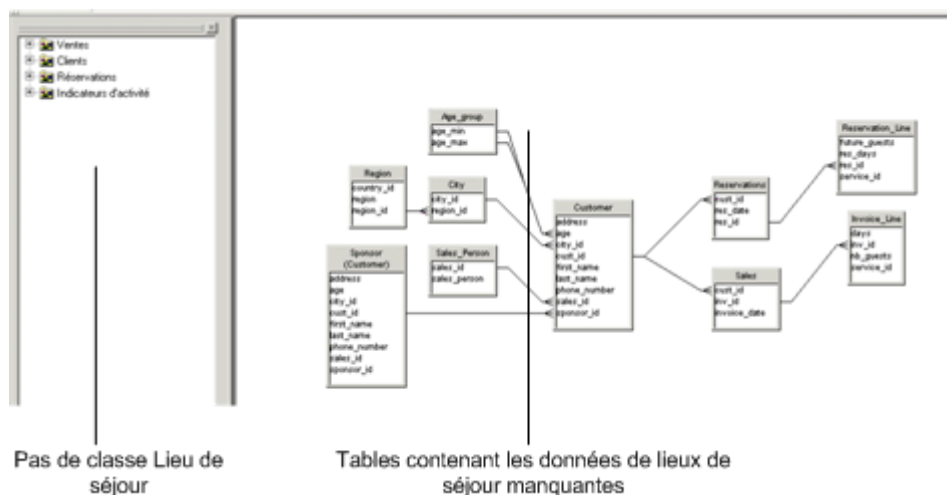 Ventes
Clients
Réservations
Indicateurs d'activité
Age_group
age_min
age_max
Region
country_id
region
region_id
City
city_id
region_id
Sponsor
(Customer)
address
age
city_id
cust_id
first_name
last_name
phone_number
sales_id
sponsor_id
Sales_Person
sales_id
sales_person
Customer
address
age
city_id
cust_id
first_name
last_name
phone_number
sales_id
sponsor_id
Reservations
cust_id
res_date
res_id
Sales
cust_id
inv_id
invoice_date
Reservation_Line
future_guests
res_days
res_id
service_id
Invoice_Line
days
inv_id
nb_guests
service_id
Pas de classe Lieu de
séjour
Tables contenant les données de lieux de
séjour manquantes